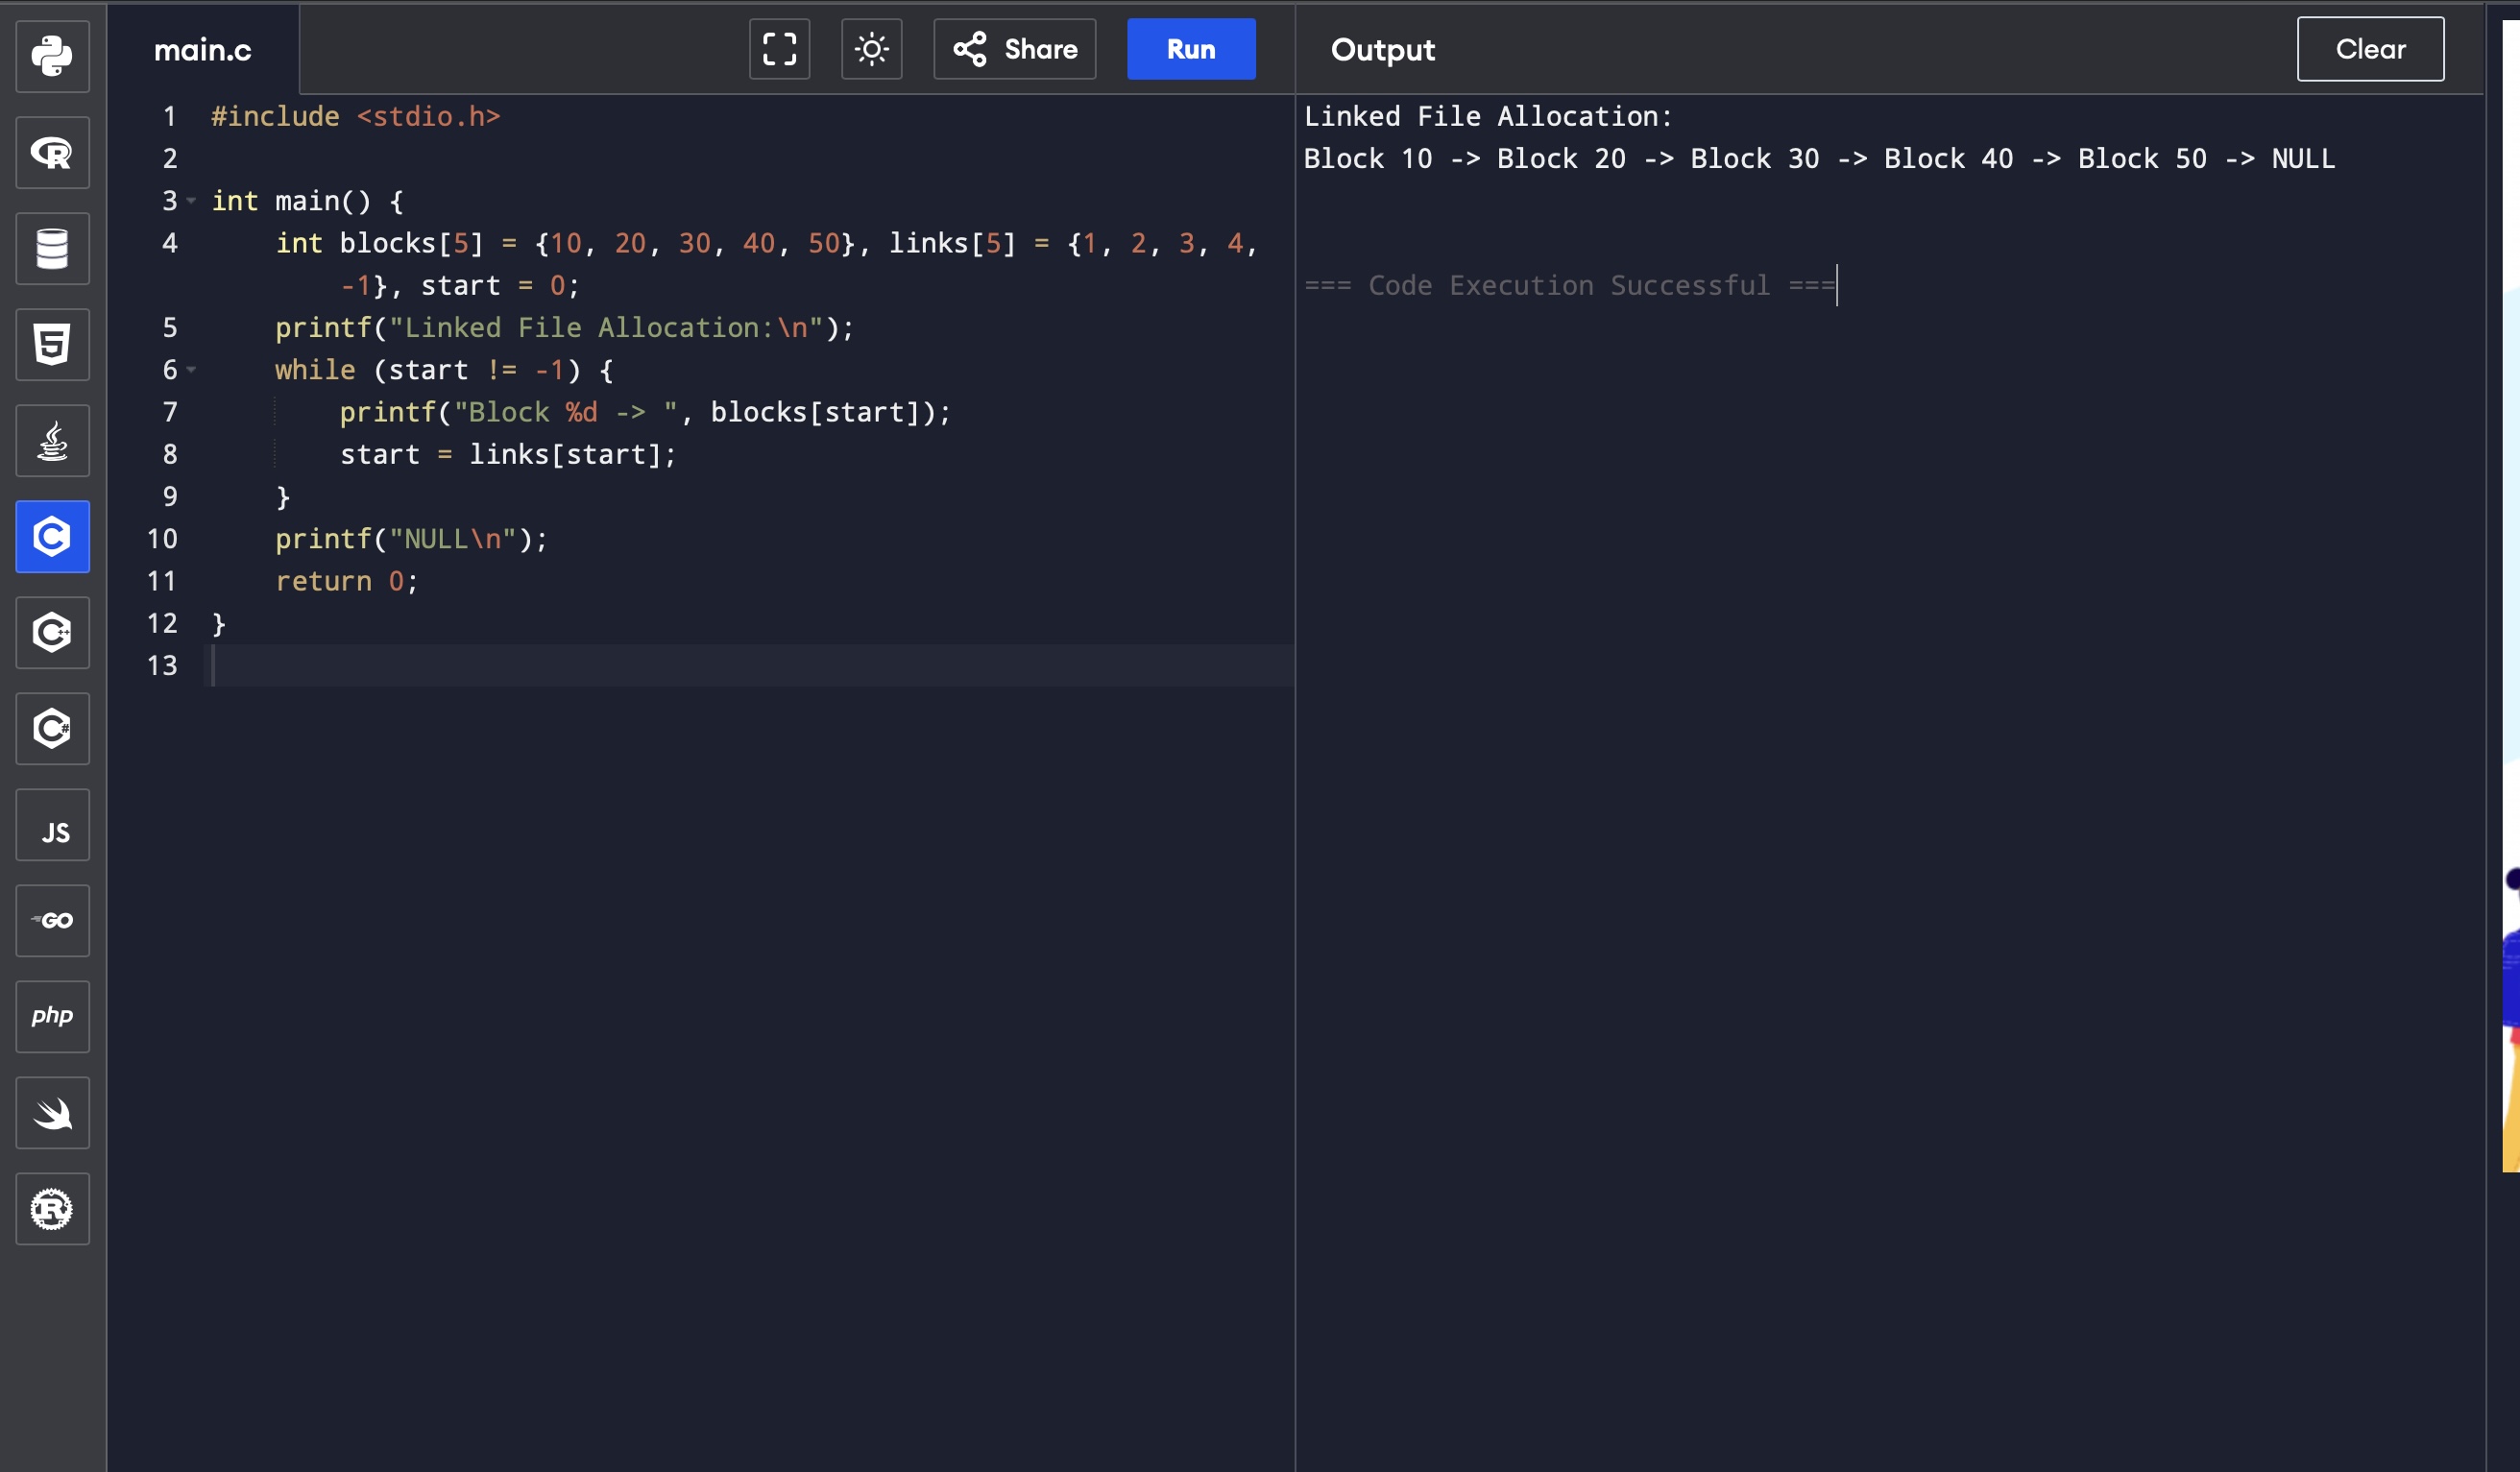 main.c
Share
Run
Output
Clear
1 #include <stdio.h>
2
3 int main() {
4     int blocks[5] = {10, 20, 30, 40, 50}, links[5] = {1, 2, 3, 4,
        -1}, start = 0;
5     printf("Linked File Allocation:\n");
6     while (start != -1) {
7         printf("Block %d -> ", blocks[start]);
8         start = links[start];
9     }
10     printf("NULL\n");
11     return 0;
12 }
13
Linked File Allocation:
Block 10 -> Block 20 -> Block 30 -> Block 40 -> Block 50 -> NULL
=== Code Execution Successful ===
R
5
C
C++
C#
JS
GO
php
R